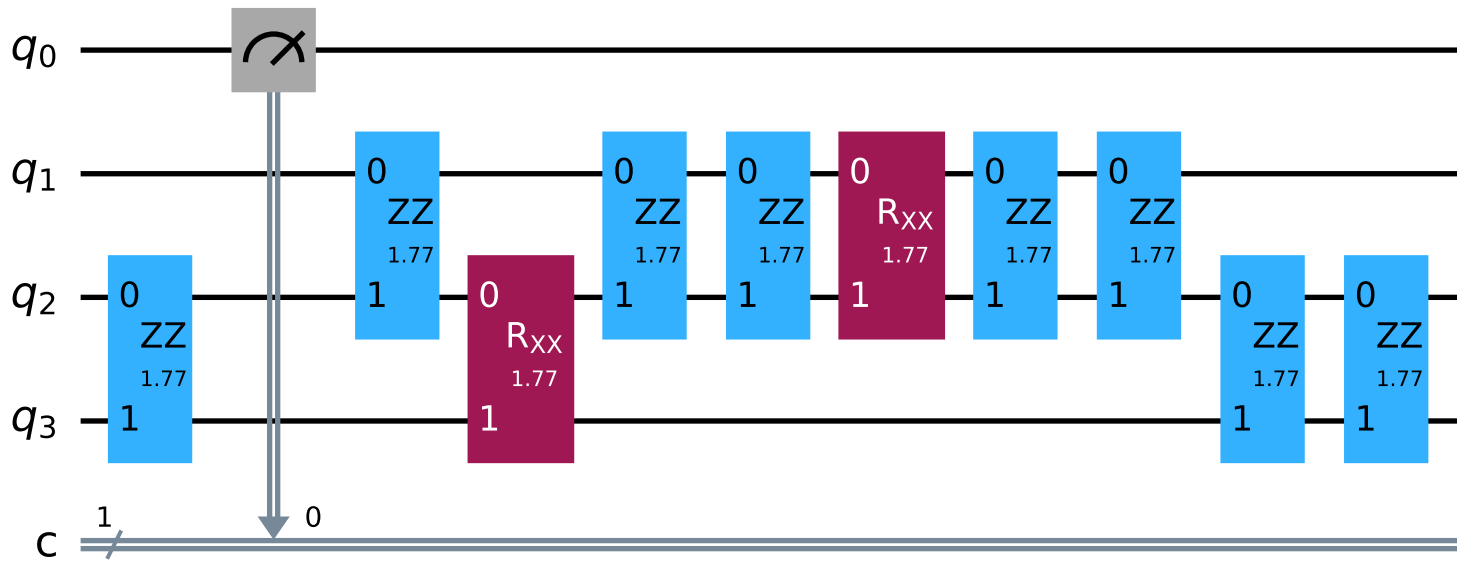 q0
q1
0 0 0 0 0 0
ZZ ZZ ZZ RXX ZZ ZZ
1.77 1.77 1.77 1.77 1.77 1.77
q2
0 1 0 1 1 1 1 1 0 0
ZZ RXX ZZ ZZ
1.77 1.77 1.77 1.77
q3
1 1 1 1
1 0
c